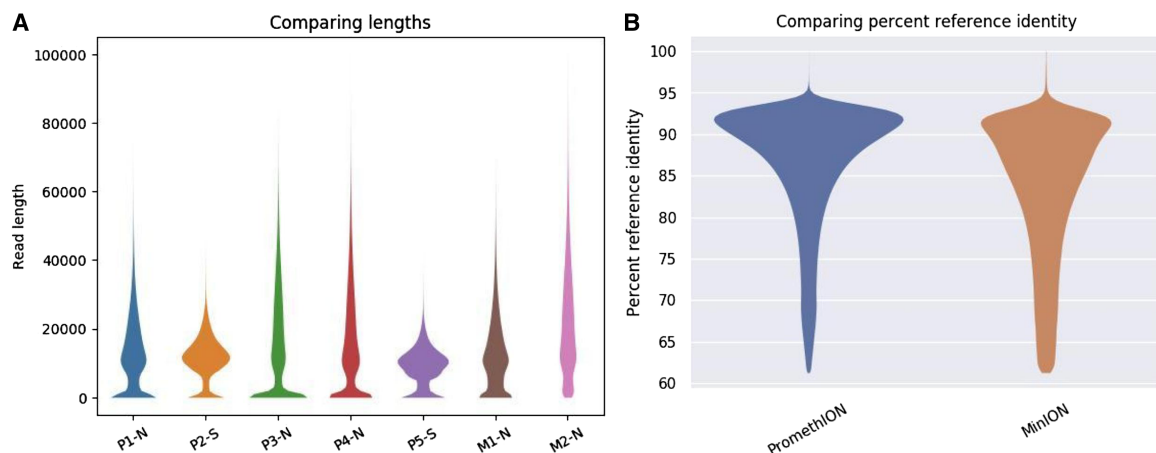 A
Comparing lengths
Read length
100000
80000
60000
40000
20000
0
P1-N
P2-S
P3-N
P4-N
P5-S
M1-N
M2-N
B
Comparing percent reference identity
Percent reference identity
100
95
90
85
80
75
70
65
60
PromethION
MinION